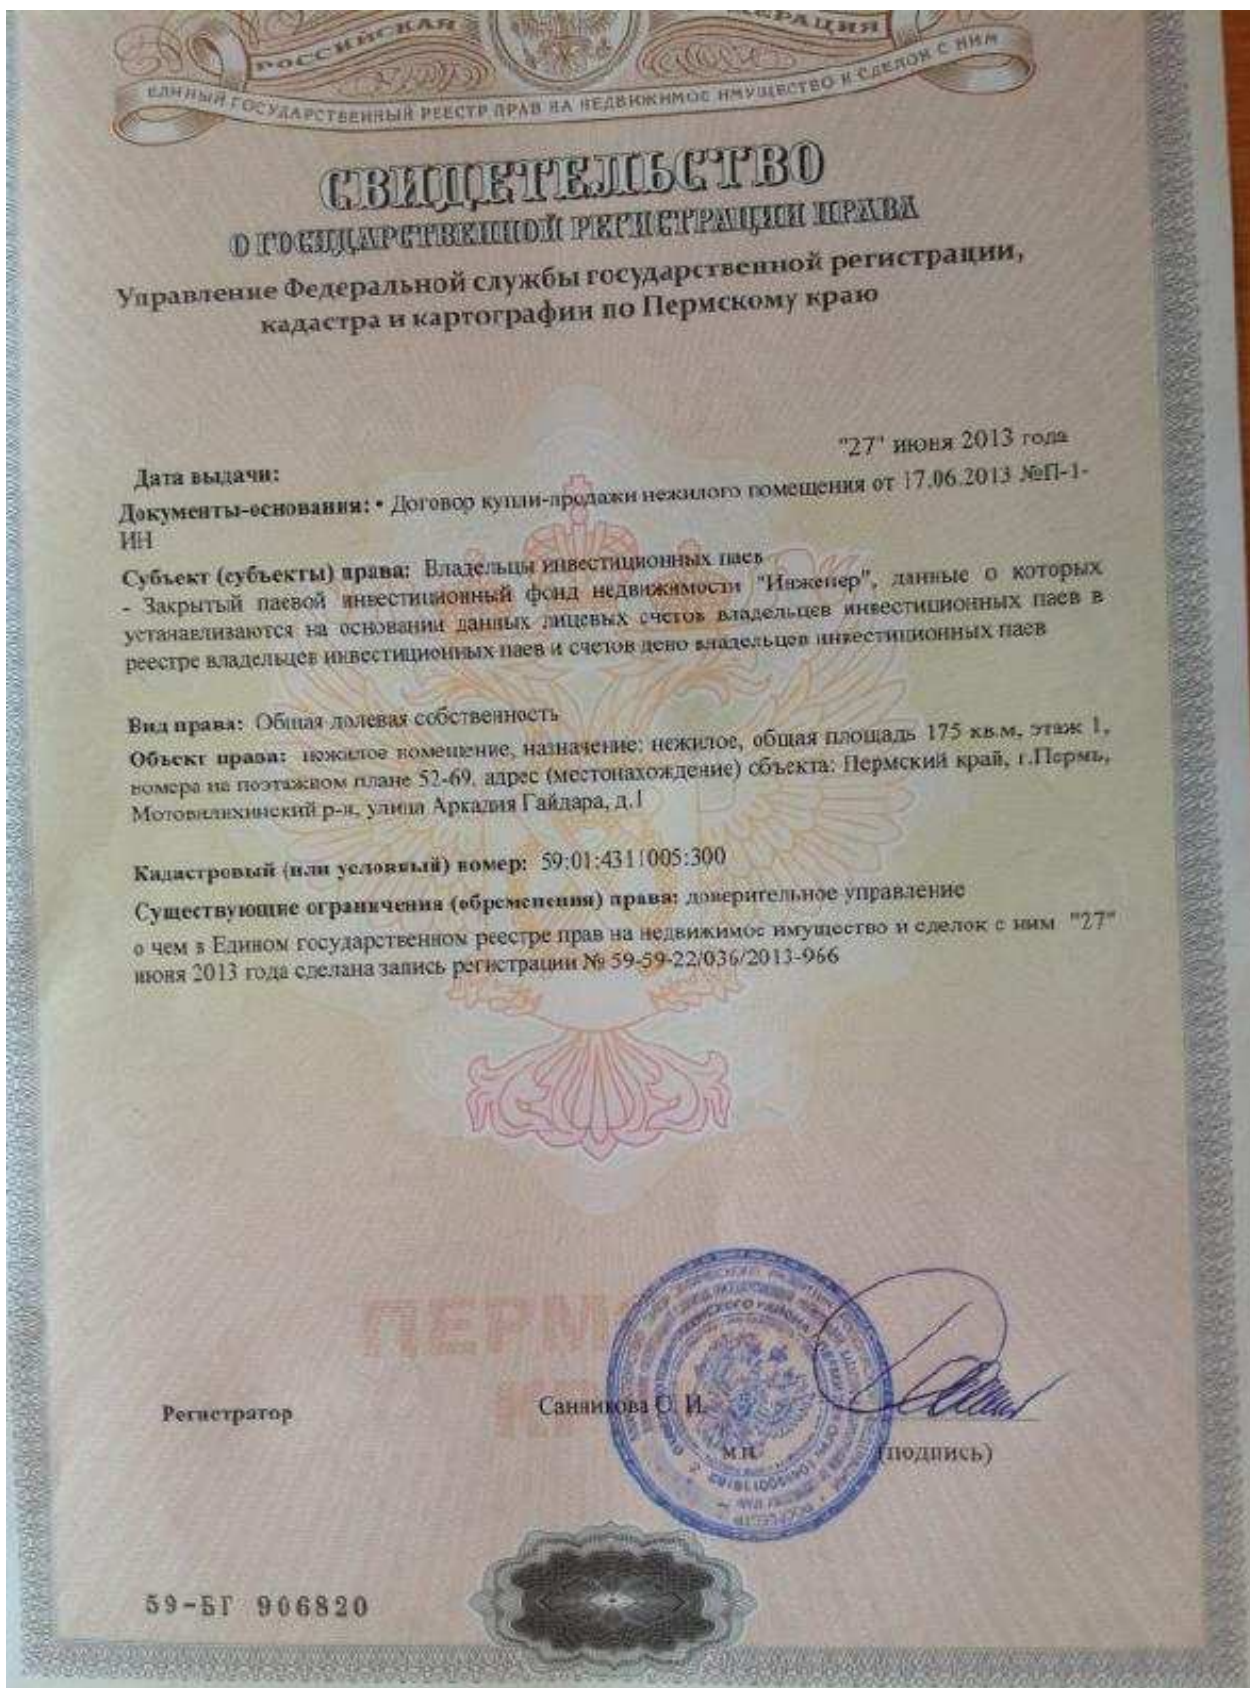 РОССИЙСКАЯ ФЕДЕРАЦИЯ
ЕДИНЫЙ ГОСУДАРСТВЕННЫЙ РЕЕСТР ПРАВ НА НЕДВИЖИМОЕ ИМУЩЕСТВО И СДЕЛОК С НИМ
СВИДЕТЕЛЬСТВО
О ГОСУДАРСТВЕННОЙ РЕГИСТРАЦИИ ПРАВА
Управление Федеральной службы государственной регистрации,
кадастра и картографии по Пермскому краю
"27" июня 2013 года
Дата выдачи:
Документы-основания: • Договор купли-продажи нежилого помещения от 17.06.2013 №П-1-
ИН
Субъект (субъекты) права: Владельцы инвестиционных паев
- Закрытый паевой инвестиционный фонд недвижимости "Инженер", данные о которых
устанавливаются на основании данных лицевых счетов владельцев инвестиционных паев в
реестре владельцев инвестиционных паев и счетов депо владельцев инвестиционных паев
Вид права: Общая долевая собственность
Объект права: нежилое помещение, назначение: нежилое, общая площадь 175 кв.м, этаж 1,
номера на поэтажном плане 52-69, адрес (местонахождение) объекта: Пермский край, г.Пермь,
Мотовилихинский р-н, улица Аркадия Гайдара, д.1
Кадастровый (или условный) номер: 59:01:4311005:300
Существующие ограничения (обременения) права: доверительное управление
о чем в Едином государственном реестре прав на недвижимое имущество и сделок с ним "27"
июня 2013 года сделана запись регистрации № 59-59-22/036/2013-966
ПЕРМ
Регистратор
Санникова О. И.
М.П.
(подпись)
59-БГ 906820